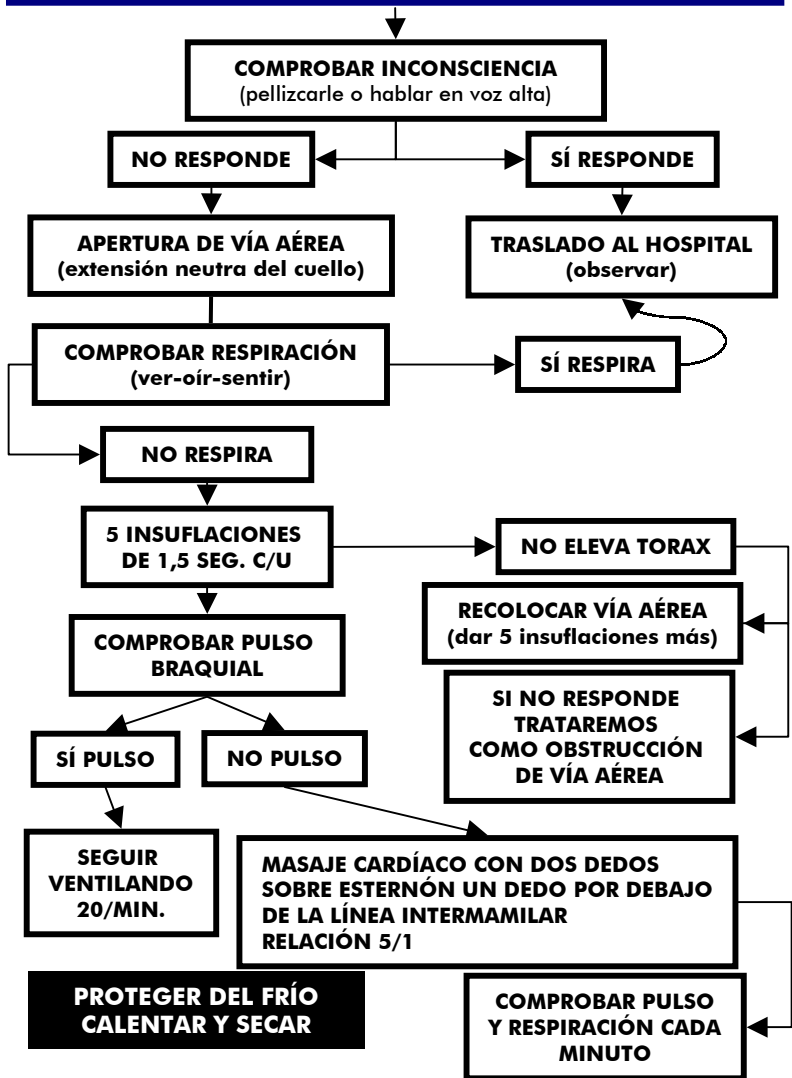 COMPROBAR INCONSCIENCIA
(pellizcarle o hablar en voz alta)
NO RESPONDE
SÍ RESPONDE
APERTURA DE VÍA AÉREA
(extensión neutra del cuello)
TRASLADO AL HOSPITAL
(observar)
COMPROBAR RESPIRACIÓN
(ver-oír-sentir)
SÍ RESPIRA
NO RESPIRA
5 INSUFLACIONES
DE 1,5 SEG. C/U
NO ELEVA TORAX
RECOLOCAR VÍA AÉREA
(dar 5 insuflaciones más)
COMPROBAR PULSO
BRAQUIAL
SI NO RESPONDE
TRATAREMOS
COMO OBSTRUCCIÓN
DE VÍA AÉREA
SÍ PULSO
NO PULSO
SEGUIR
VENTILANDO
20/MIN.
MASAJE CARDÍACO CON DOS DEDOS
SOBRE ESTERNÓN UN DEDO POR DEBAJO
DE LA LÍNEA INTERMAMILAR
RELACIÓN 5/1
PROTEGER DEL FRÍO
CALENTAR Y SECAR
COMPROBAR PULSO
Y RESPIRACIÓN CADA
MINUTO